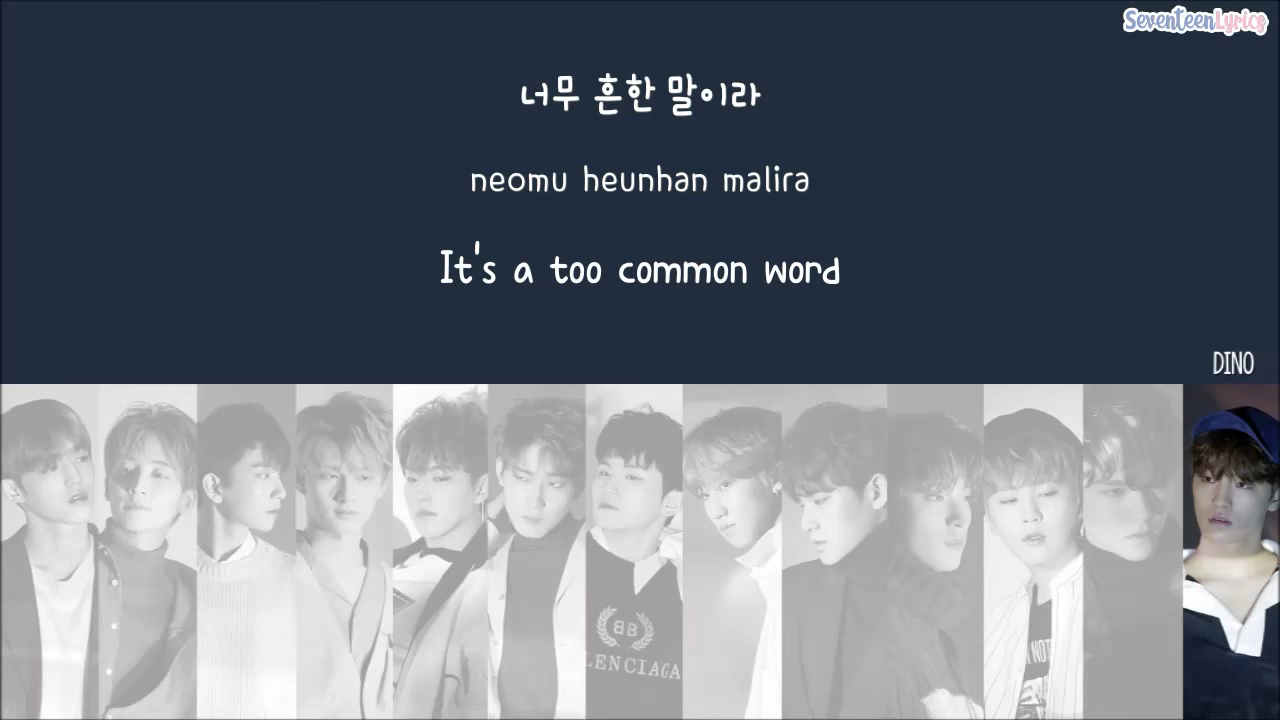 SeventeenLyrics
너무 흔한 말이라
neomu heunhan malira
It's a too common word
DINO
BB
LENCIAGA